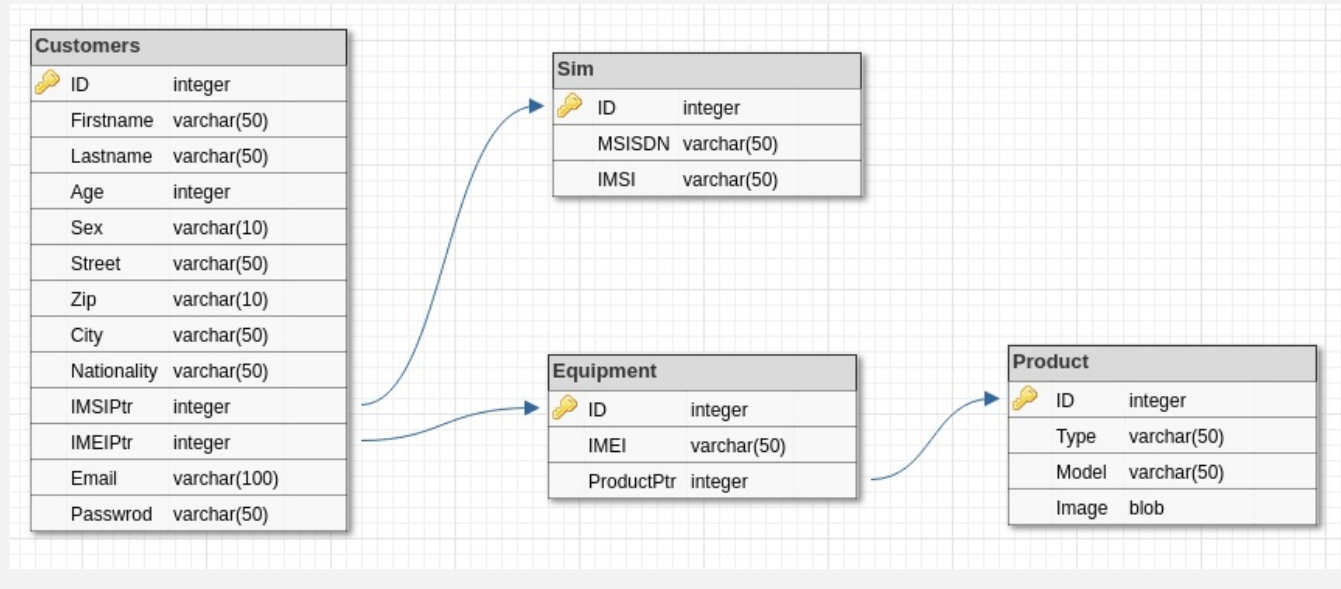 Customers
ID integer
Firstname varchar(50)
Lastname varchar(50)
Age integer
Sex varchar(10)
Street varchar(50)
Zip varchar(10)
City varchar(50)
Nationality varchar(50)
IMSIPtr integer
IMEIPtr integer
Email varchar(100)
Passwrod varchar(50)
Sim
ID integer
MSISDN varchar(50)
IMSI varchar(50)
Equipment
ID integer
IMEI varchar(50)
ProductPtr integer
Product
ID integer
Type varchar(50)
Model varchar(50)
Image blob